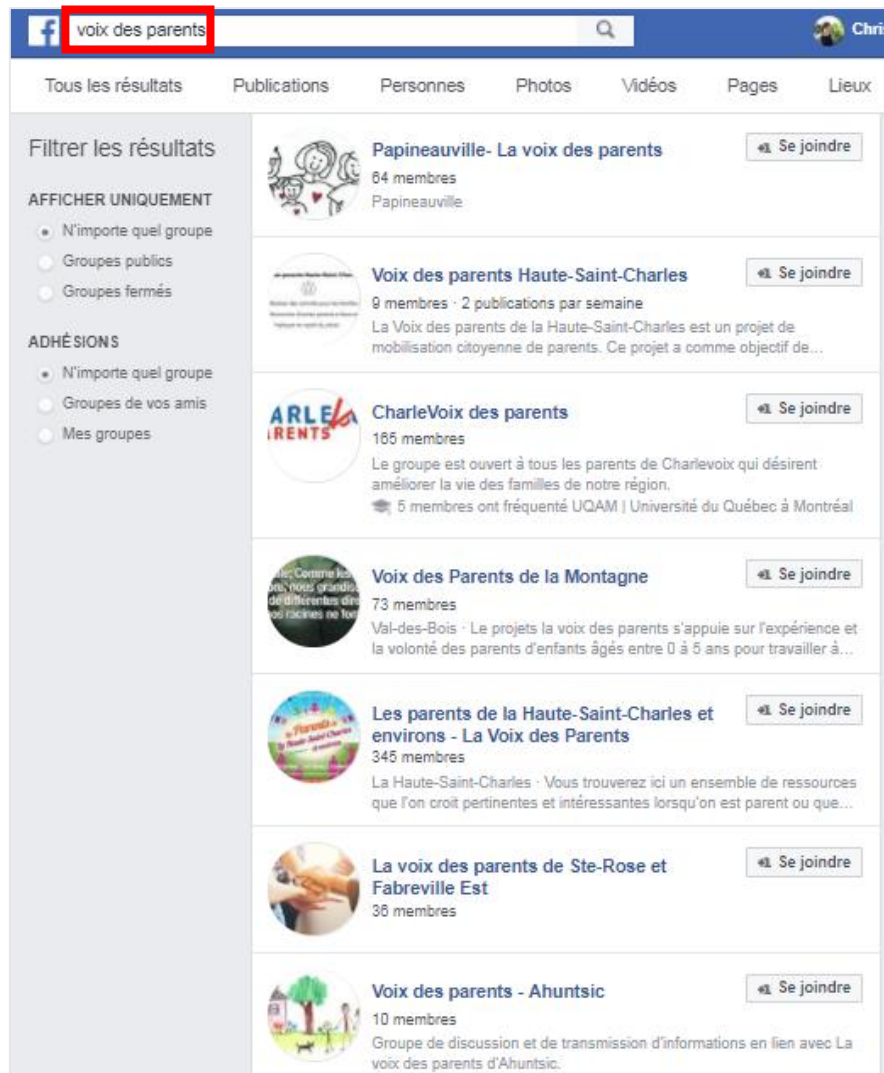 voix des parents
Chris
Tous les résultats Publications Personnes Photos Vidéos Pages Lieux
Filtrer les résultats
AFFICHER UNIQUEMENT
N'importe quel groupe
Groupes publics
Groupes fermés
ADHÉSIONS
N'importe quel groupe
Groupes de vos amis
Mes groupes
Papineauville- La voix des parents
Se joindre
64 membres
Papineauville
Voix des parents Haute-Saint-Charles
Se joindre
9 membres · 2 publications par semaine
La Voix des parents de la Haute-Saint-Charles est un projet de
mobilisation citoyenne de parents. Ce projet a comme objectif de...
ARLE la
PARENTS
CharleVoix des parents
Se joindre
165 membres
Le groupe est ouvert à tous les parents de Charlevoix qui désirent
améliorer la vie des familles de notre région.
5 membres ont fréquenté UQAM | Université du Québec à Montréal
Voix des Parents de la Montagne
Se joindre
73 membres
Val-des-Bois · Le projets la voix des parents s'appuie sur l'expérience et
la volonté des parents d'enfants âgés entre 0 à 5 ans pour travailler à...
Les parents de la Haute-Saint-Charles et
environs - La Voix des Parents
Se joindre
345 membres
La Haute-Saint-Charles · Vous trouverez ici un ensemble de ressources
que l'on croit pertinentes et intéressantes lorsqu'on est parent ou que...
La voix des parents de Ste-Rose et
Fabreville Est
Se joindre
36 membres
Voix des parents - Ahuntsic
Se joindre
10 membres
Groupe de discussion et de transmission d'informations en lien avec La
voix des parents d'Ahuntsic.